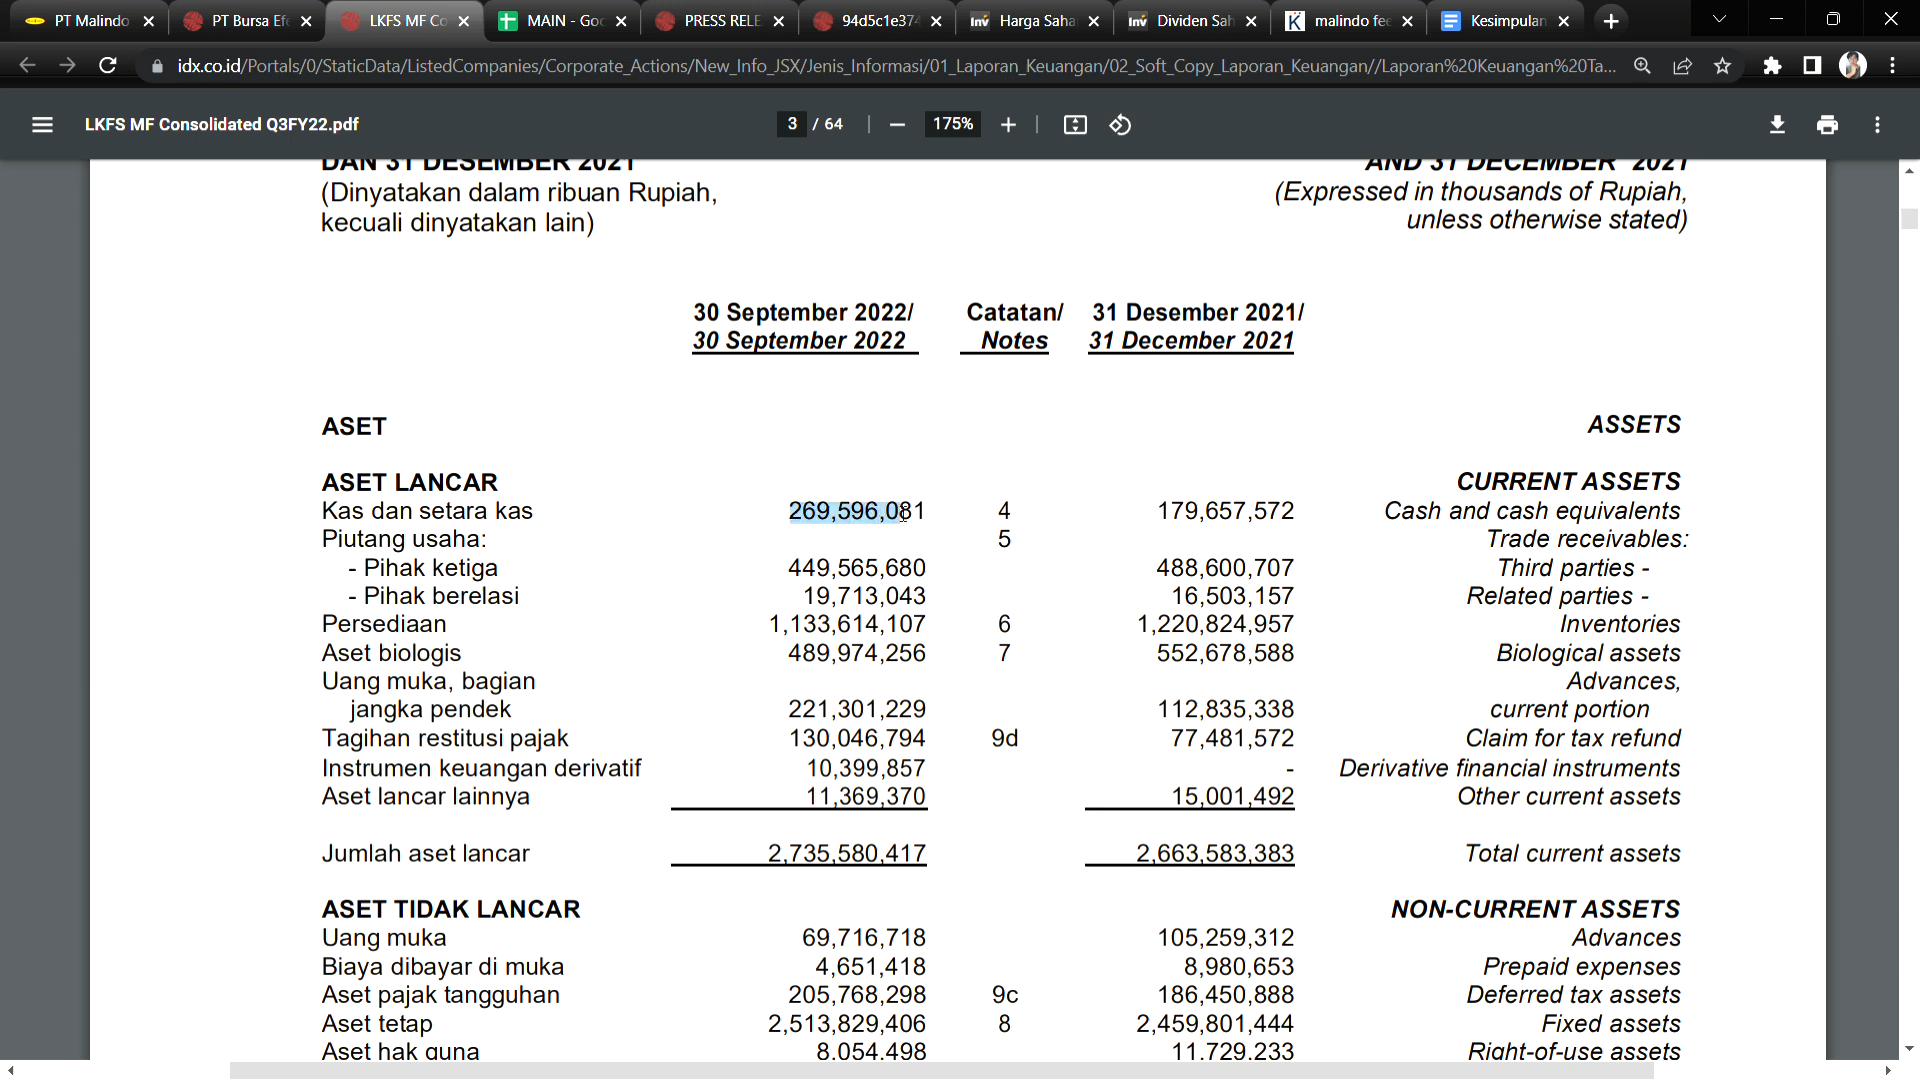 PT Malindo
PT Bursa Efe
LKFS MF Co
MAIN - Goo
PRESS RELE
94d5c1e374
Harga Saha
Dividen Sah
malindo fee
Kesimpulan
idx.co.id/Portals/0/StaticData/ListedCompanies/Corporate_Actions/New_Info_JSX/Jenis_Informasi/01_Laporan_Keuangan/02_Soft_Copy_Laporan_Keuangan//Laporan%20Keuangan%20Ta...
LKFS MF Consolidated Q3FY22.pdf 3 / 64 175%
DAN 31 DESEMBER 2021 AND 31 DECEMBER 2021
(Dinyatakan dalam ribuan Rupiah, (Expressed in thousands of Rupiah,
kecuali dinyatakan lain) unless otherwise stated)
30 September 2022/ Catatan/ 31 Desember 2021/
30 September 2022 Notes 31 December 2021
ASET ASSETS
ASET LANCAR CURRENT ASSETS
Kas dan setara kas 269,596,081 4 179,657,572 Cash and cash equivalents
Piutang usaha: 5 Trade receivables:
- Pihak ketiga 449,565,680 488,600,707 Third parties -
- Pihak berelasi 19,713,043 16,503,157 Related parties -
Persediaan 1,133,614,107 6 1,220,824,957 Inventories
Aset biologis 489,974,256 7 552,678,588 Biological assets
Uang muka, bagian Advances,
jangka pendek 221,301,229 112,835,338 current portion
Tagihan restitusi pajak 130,046,794 9d 77,481,572 Claim for tax refund
Instrumen keuangan derivatif 10,399,857 - Derivative financial instruments
Aset lancar lainnya 11,369,370 15,001,492 Other current assets
Jumlah aset lancar 2,735,580,417 2,663,583,383 Total current assets
ASET TIDAK LANCAR NON-CURRENT ASSETS
Uang muka 69,716,718 105,259,312 Advances
Biaya dibayar di muka 4,651,418 8,980,653 Prepaid expenses
Aset pajak tangguhan 205,768,298 9c 186,450,888 Deferred tax assets
Aset tetap 2,513,829,406 8 2,459,801,444 Fixed assets
Aset hak guna 8,054,498 11,729,233 Right-of-use assets